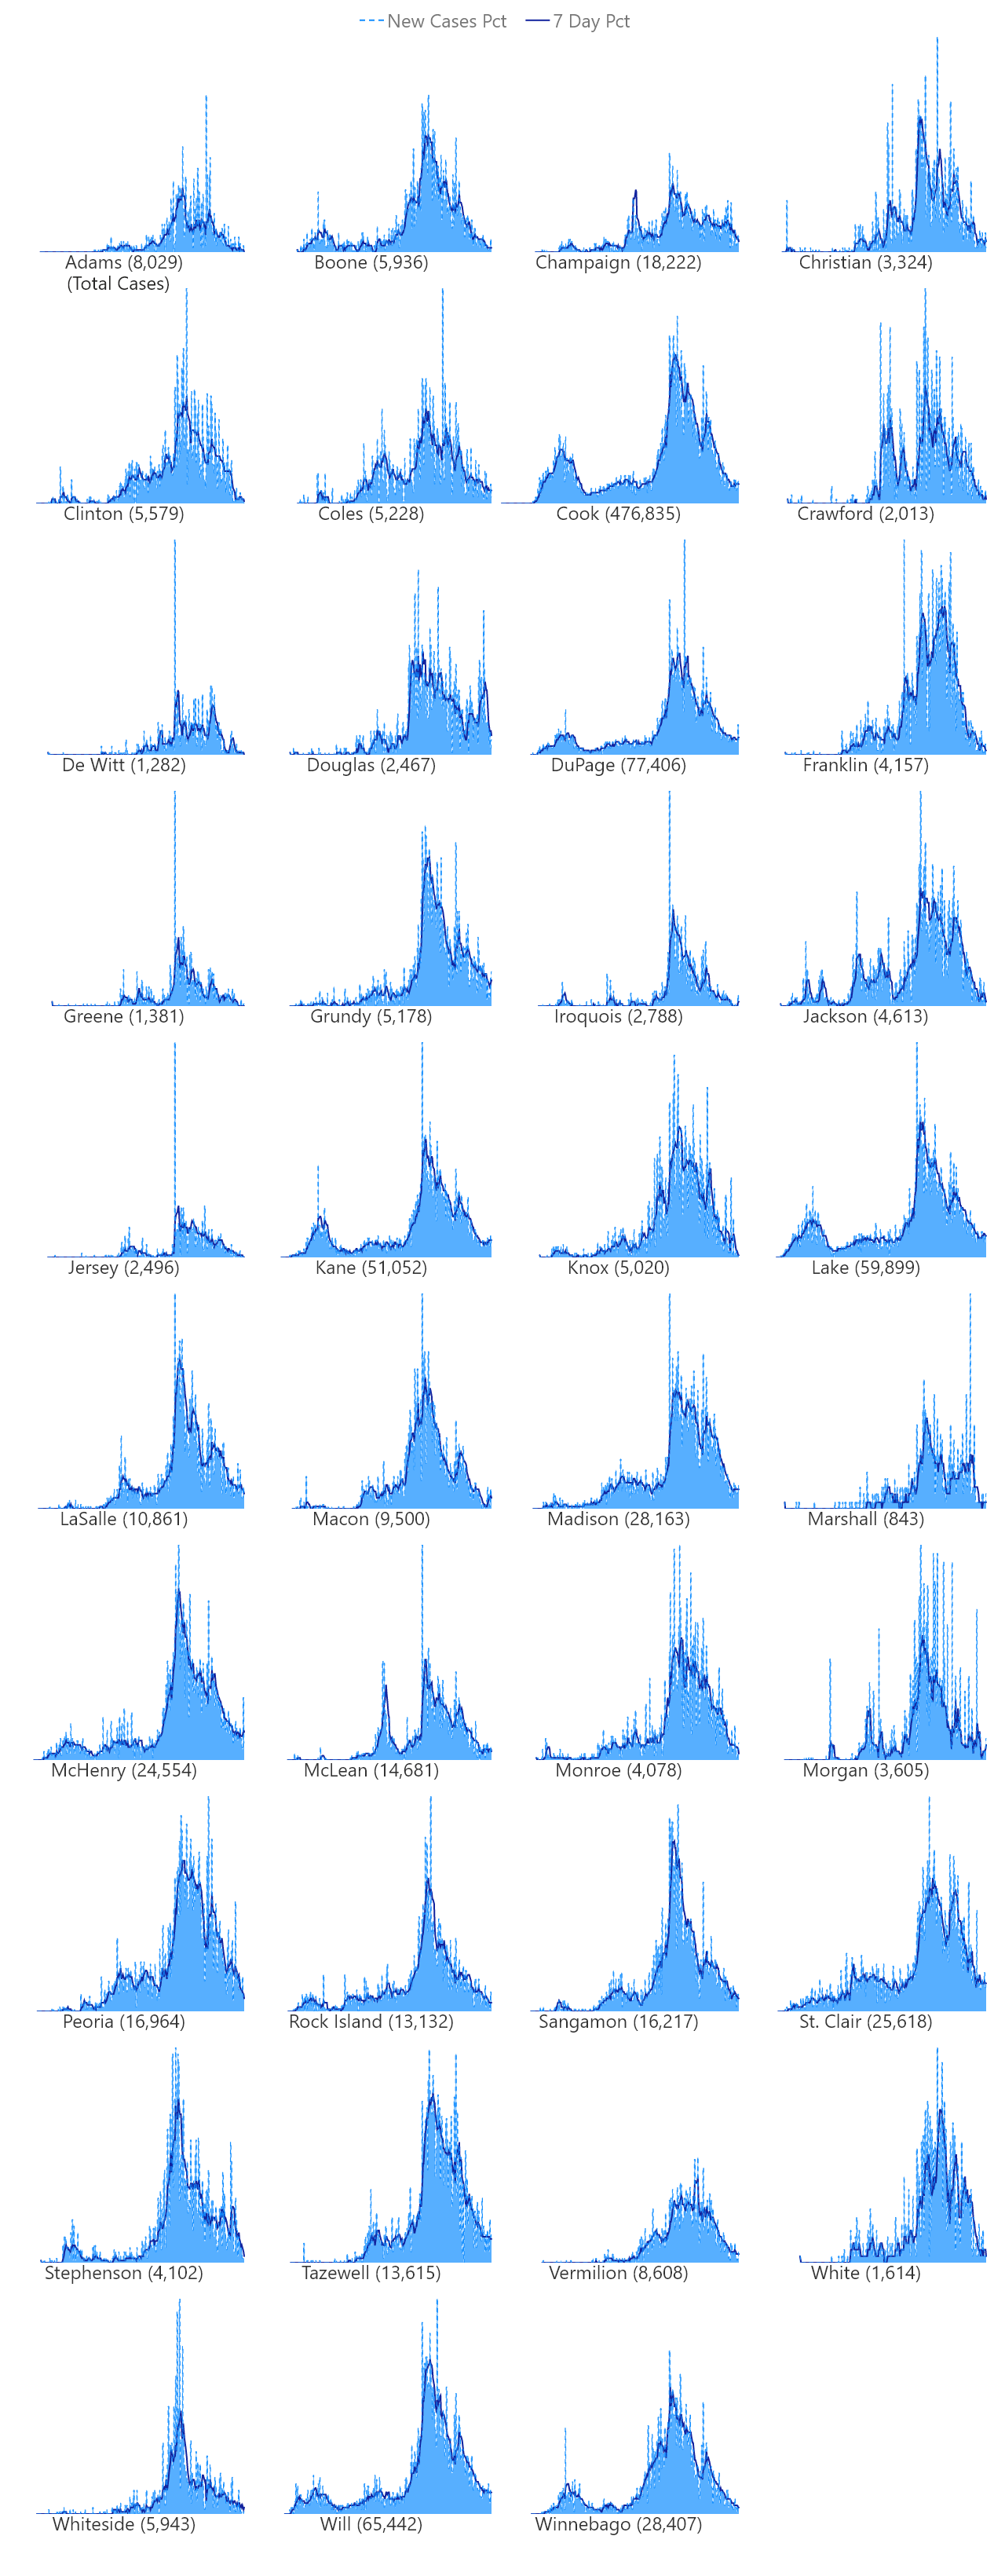 New Cases Pct 7 Day Pct
Adams (8,029) Boone (5,936) Champaign (18,222) Christian (3,324)
(Total Cases)
Clinton (5,579) Coles (5,228) Cook (476,835) Crawford (2,013)
De Witt (1,282) Douglas (2,467) DuPage (77,406) Franklin (4,157)
Greene (1,381) Grundy (5,178) Iroquois (2,788) Jackson (4,613)
Jersey (2,496) Kane (51,052) Knox (5,020) Lake (59,899)
LaSalle (10,861) Macon (9,500) Madison (28,163) Marshall (843)
McHenry (24,554) McLean (14,681) Monroe (4,078) Morgan (3,605)
Peoria (16,964) Rock Island (13,132) Sangamon (16,217) St. Clair (25,618)
Stephenson (4,102) Tazewell (13,615) Vermilion (8,608) White (1,614)
Whiteside (5,943) Will (65,442) Winnebago (28,407)